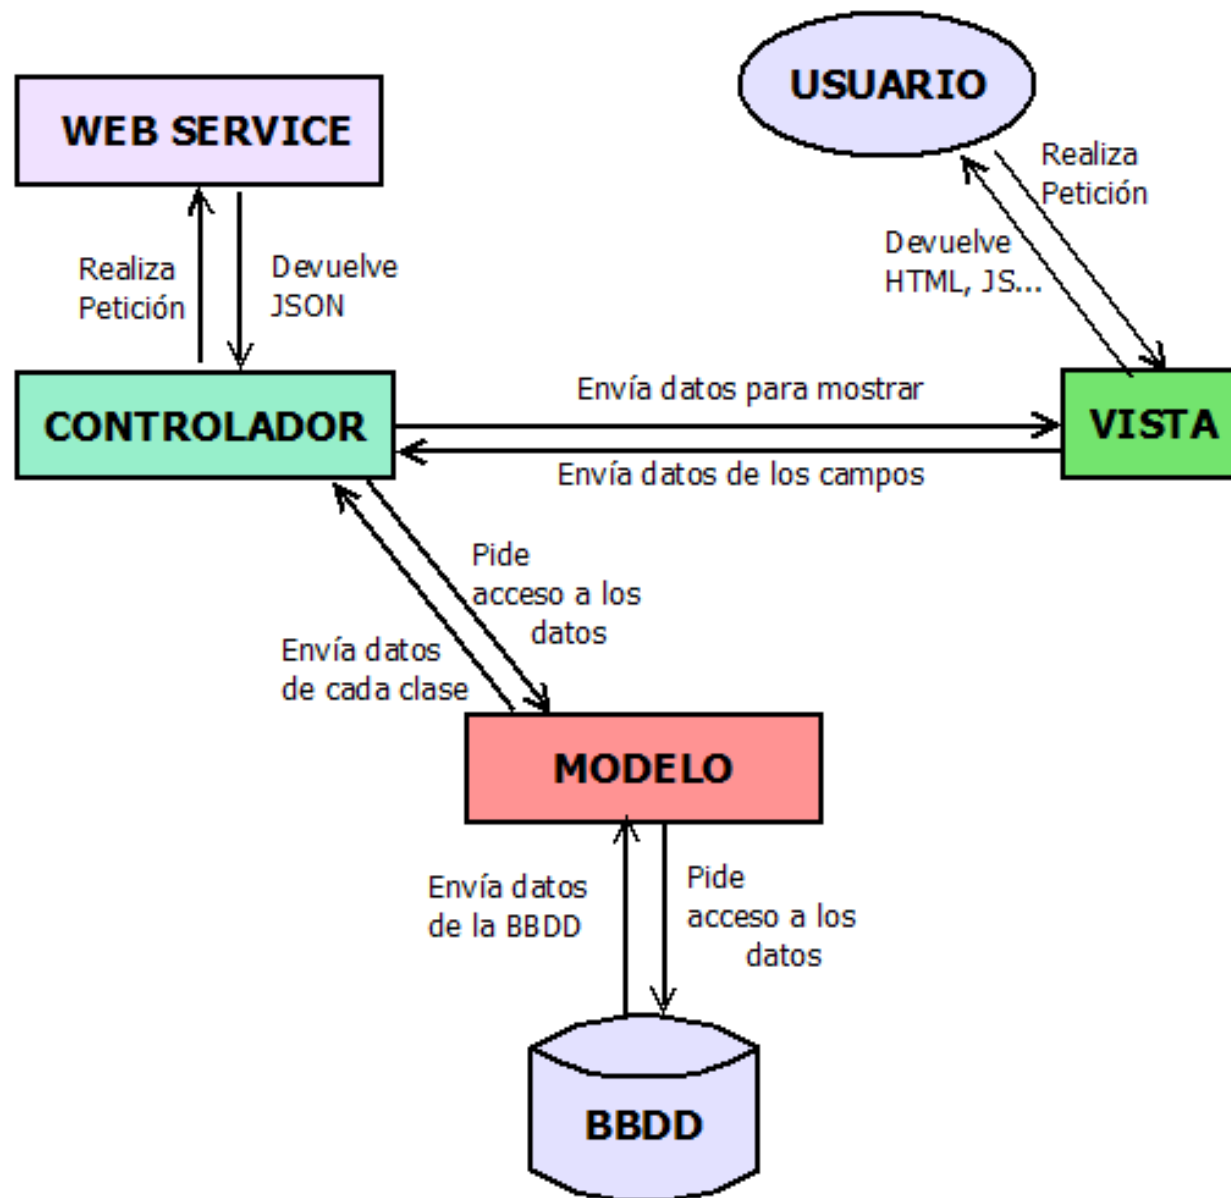 USUARIO
WEB SERVICE
Realiza
Petición
Devuelve
HTML, JS...
Realiza
Petición
Devuelve
JSON
CONTROLADOR
Envía datos para mostrar
VISTA
Envía datos de los campos
Pide
acceso a los
datos
Envía datos
de cada clase
MODELO
Envía datos
de la BBDD
Pide
acceso a los
datos
BBDD